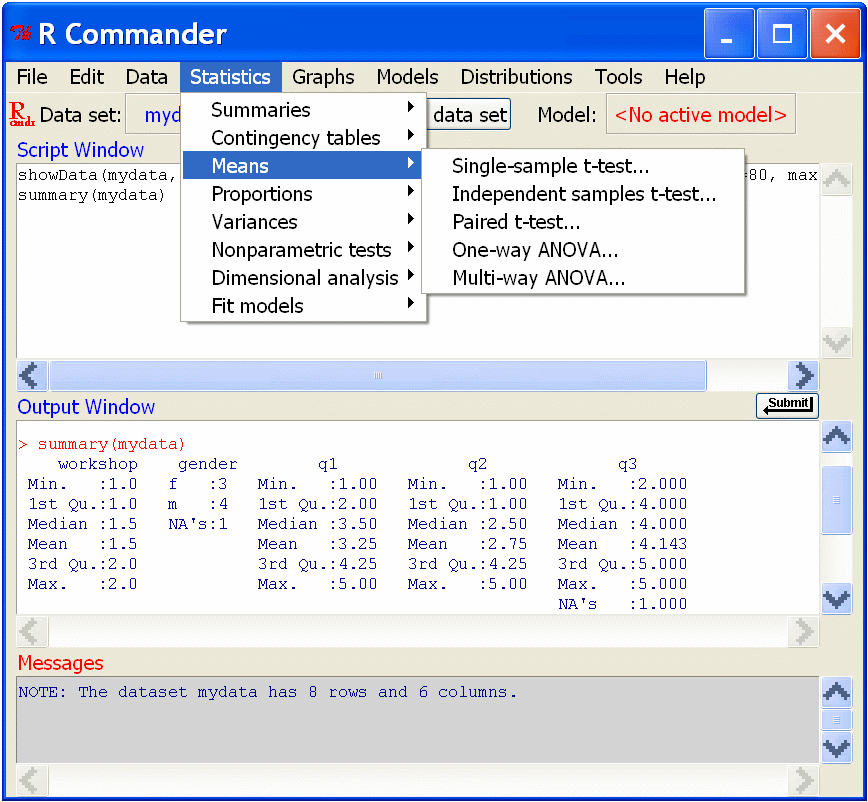 R Commander
File Edit Data Statistics Graphs Models Distributions Tools Help
Rcmdr Data set: myd data set Model: <No active model>
Summaries
Contingency tables
Means
Proportions
Variances
Nonparametric tests
Dimensional analysis
Fit models
Single-sample t-test...
Independent samples t-test...
Paired t-test...
One-way ANOVA...
Multi-way ANOVA...
Script Window
showData(mydata, =80, max
summary(mydata)
Output Window Submit
> summary(mydata)
workshop gender q1 q2 q3
Min. :1.0 f :3 Min. :1.00 Min. :1.00 Min. :2.000
1st Qu.:1.0 m :4 1st Qu.:2.00 1st Qu.:1.00 1st Qu.:4.000
Median :1.5 NA's:1 Median :3.50 Median :2.50 Median :4.000
Mean :1.5 Mean :3.25 Mean :2.75 Mean :4.143
3rd Qu.:2.0 3rd Qu.:4.25 3rd Qu.:4.25 3rd Qu.:5.000
Max. :2.0 Max. :5.00 Max. :5.00 Max. :5.000
NA's :1.000
Messages
NOTE: The dataset mydata has 8 rows and 6 columns.